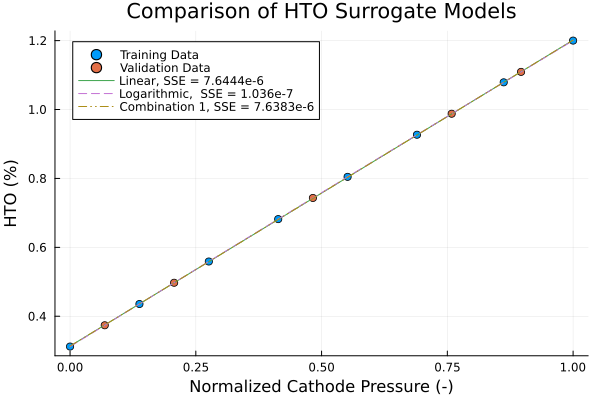 Comparison of HTO Surrogate Models
Training Data
Validation Data
Linear, SSE = 7.6444e-6
Logarithmic,  SSE = 1.036e-7
Combination 1, SSE = 7.6383e-6
HTO (%)
1.2
1.0
0.8
0.6
0.4
0.00 0.25 0.50 0.75 1.00
Normalized Cathode Pressure (-)